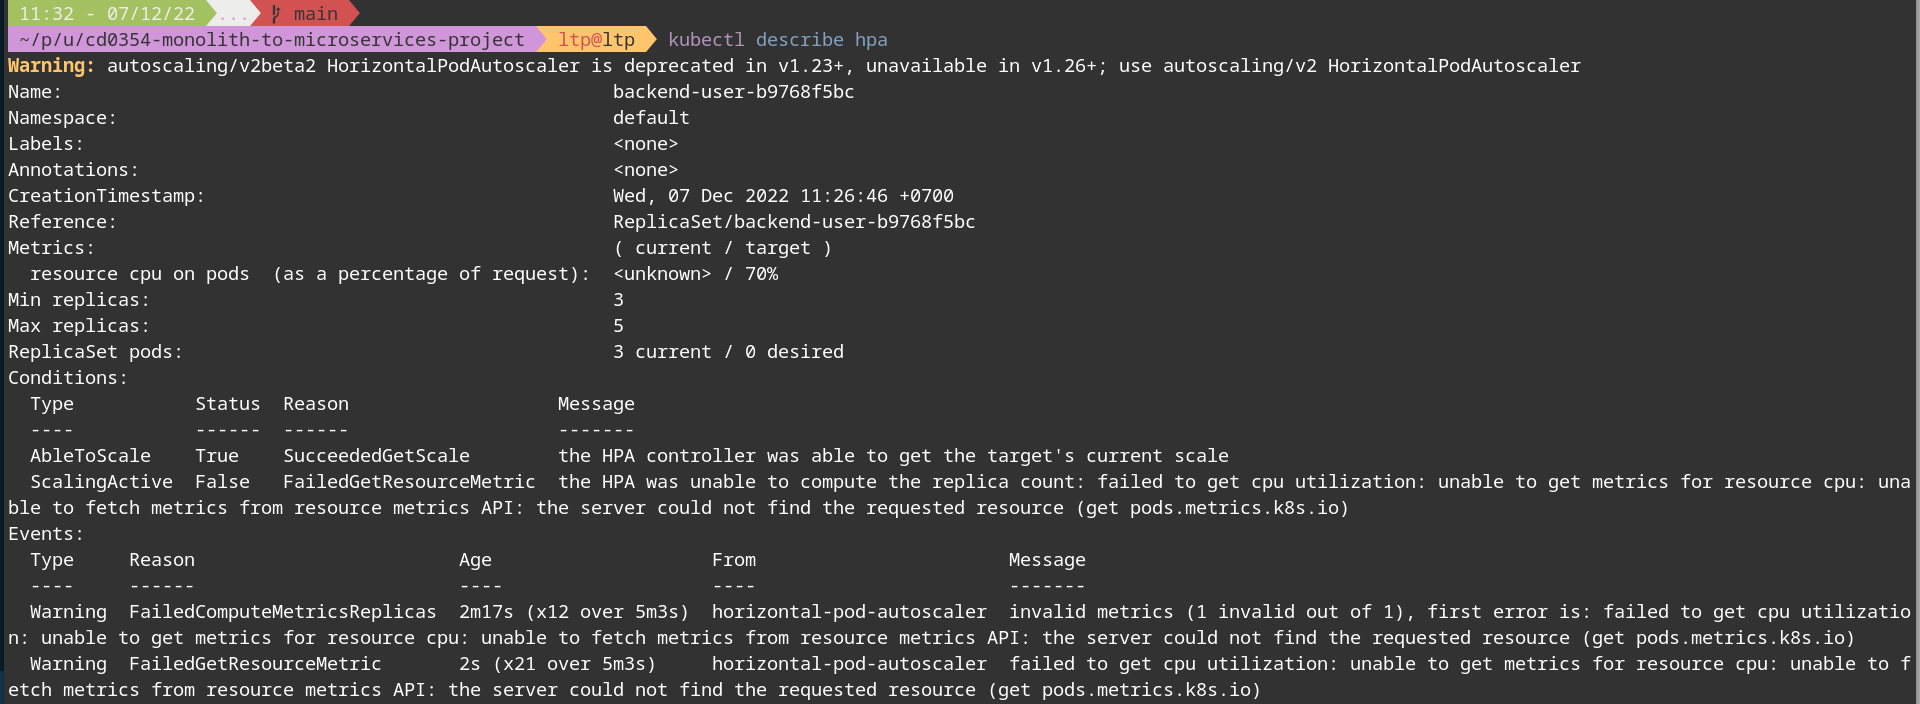 11:32 - 07/12/22 ... main
~/p/u/cd0354-monolith-to-microservices-project ltp@ltp kubectl describe hpa
Warning: autoscaling/v2beta2 HorizontalPodAutoscaler is deprecated in v1.23+, unavailable in v1.26+; use autoscaling/v2 HorizontalPodAutoscaler
Name: backend-user-b9768f5bc
Namespace: default
Labels: <none>
Annotations: <none>
CreationTimestamp: Wed, 07 Dec 2022 11:26:46 +0700
Reference: ReplicaSet/backend-user-b9768f5bc
Metrics: ( current / target )
resource cpu on pods  (as a percentage of request): <unknown> / 70%
Min replicas: 3
Max replicas: 5
ReplicaSet pods: 3 current / 0 desired
Conditions:
Type Status Reason Message
---- ------ ------ -------
AbleToScale True SucceededGetScale the HPA controller was able to get the target's current scale
ScalingActive False FailedGetResourceMetric the HPA was unable to compute the replica count: failed to get cpu utilization: unable to get metrics for resource cpu: una
ble to fetch metrics from resource metrics API: the server could not find the requested resource (get pods.metrics.k8s.io)
Events:
Type Reason Age From Message
---- ------ ---- ---- -------
Warning FailedComputeMetricsReplicas 2m17s (x12 over 5m3s) horizontal-pod-autoscaler invalid metrics (1 invalid out of 1), first error is: failed to get cpu utilizatio
n: unable to get metrics for resource cpu: unable to fetch metrics from resource metrics API: the server could not find the requested resource (get pods.metrics.k8s.io)
Warning FailedGetResourceMetric 2s (x21 over 5m3s) horizontal-pod-autoscaler failed to get cpu utilization: unable to get metrics for resource cpu: unable to f
etch metrics from resource metrics API: the server could not find the requested resource (get pods.metrics.k8s.io)